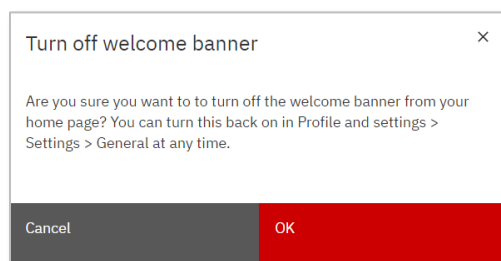 Turn off welcome banner
Are you sure you want to to turn off the welcome banner from your
home page? You can turn this back on in Profile and settings >
Settings > General at any time.
Cancel
OK